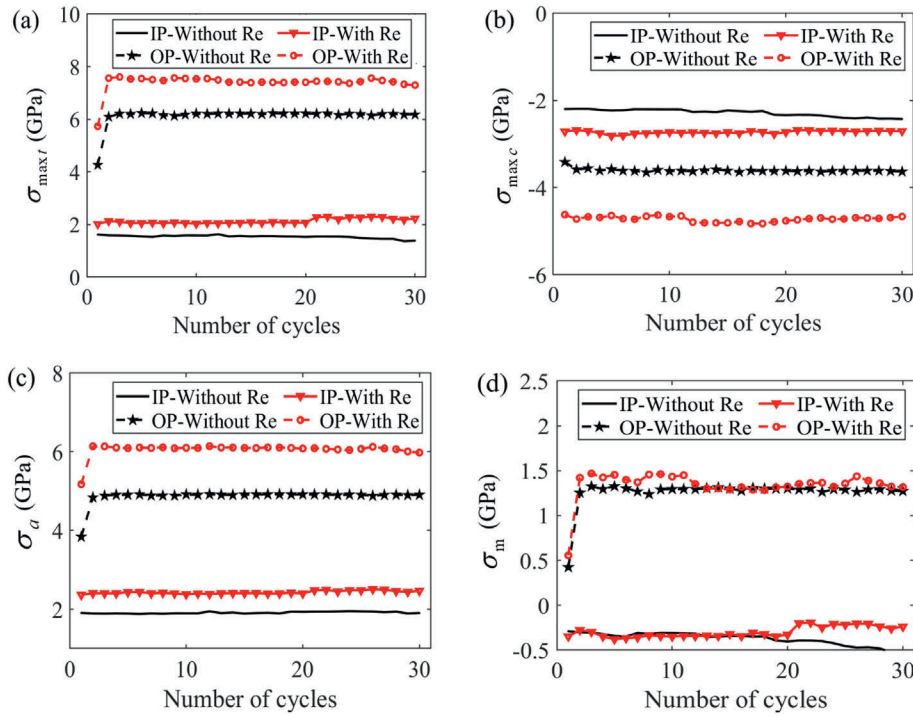 (a)
10
8
6
4
2
0
0
10
20
30
σmax t (GPa)
Number of cycles
IP-Without Re
IP-With Re
OP-Without Re
OP-With Re
(b)
-0
-2
-4
-6
0
10
20
30
σmax c (GPa)
Number of cycles
IP-Without Re
IP-With Re
OP-Without Re
OP-With Re
(c)
8
6
4
2
0
10
20
30
σa (GPa)
Number of cycles
IP-Without Re
IP-With Re
OP-Without Re
OP-With Re
(d)
2.5
2
1.5
1
0.5
0
-0.5
0
10
20
30
σm (GPa)
Number of cycles
IP-Without Re
IP-With Re
OP-Without Re
OP-With Re